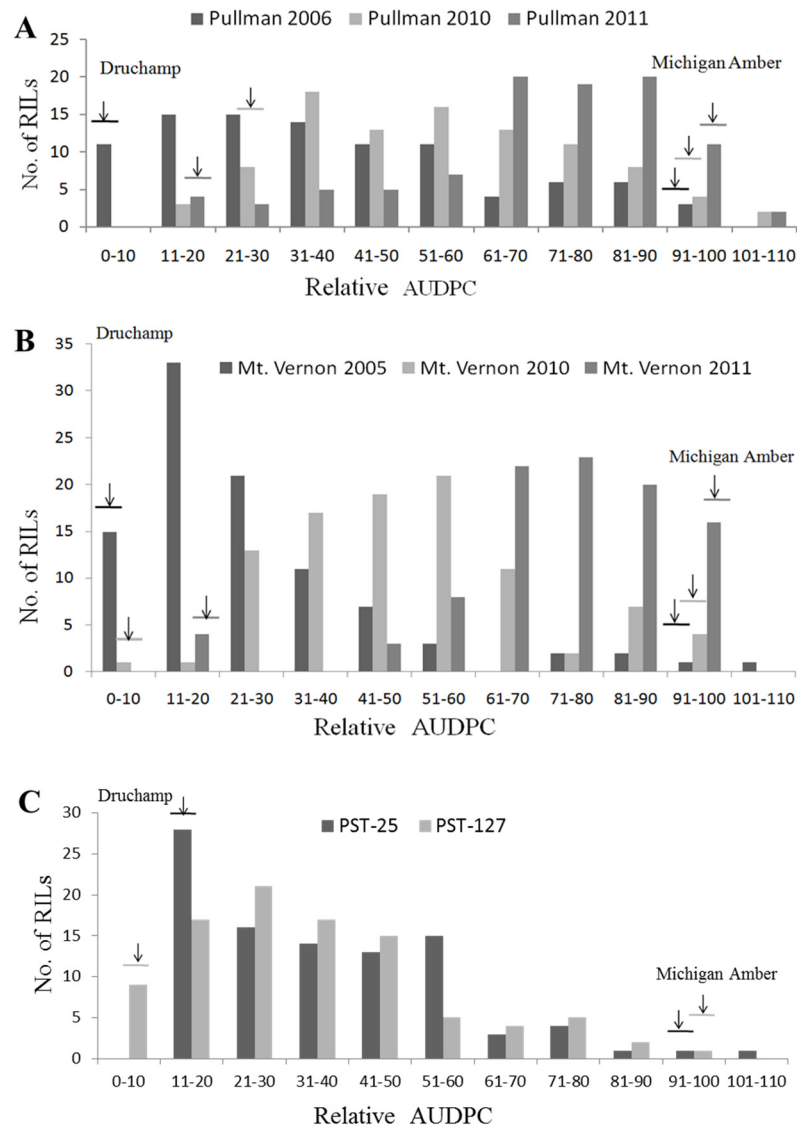 A
Pullman 2006 Pullman 2010 Pullman 2011
25
20
15
10
5
0
No. of RILs
Druchamp
Michigan Amber
0-10 11-20 21-30 31-40 41-50 51-60 61-70 71-80 81-90 91-100 101-110
Relative AUDPC
B
Druchamp
35
30
25
20
15
10
5
0
No. of RILs
Mt. Vernon 2005 Mt. Vernon 2010 Mt. Vernon 2011
Michigan Amber
0-10 11-20 21-30 31-40 41-50 51-60 61-70 71-80 81-90 91-100 101-110
Relative AUDPC
C
Druchamp
30
25
20
15
10
5
0
No. of RILs
PST-25 PST-127
Michigan Amber
0-10 11-20 21-30 31-40 41-50 51-60 61-70 71-80 81-90 91-100 101-110
Relative AUDPC